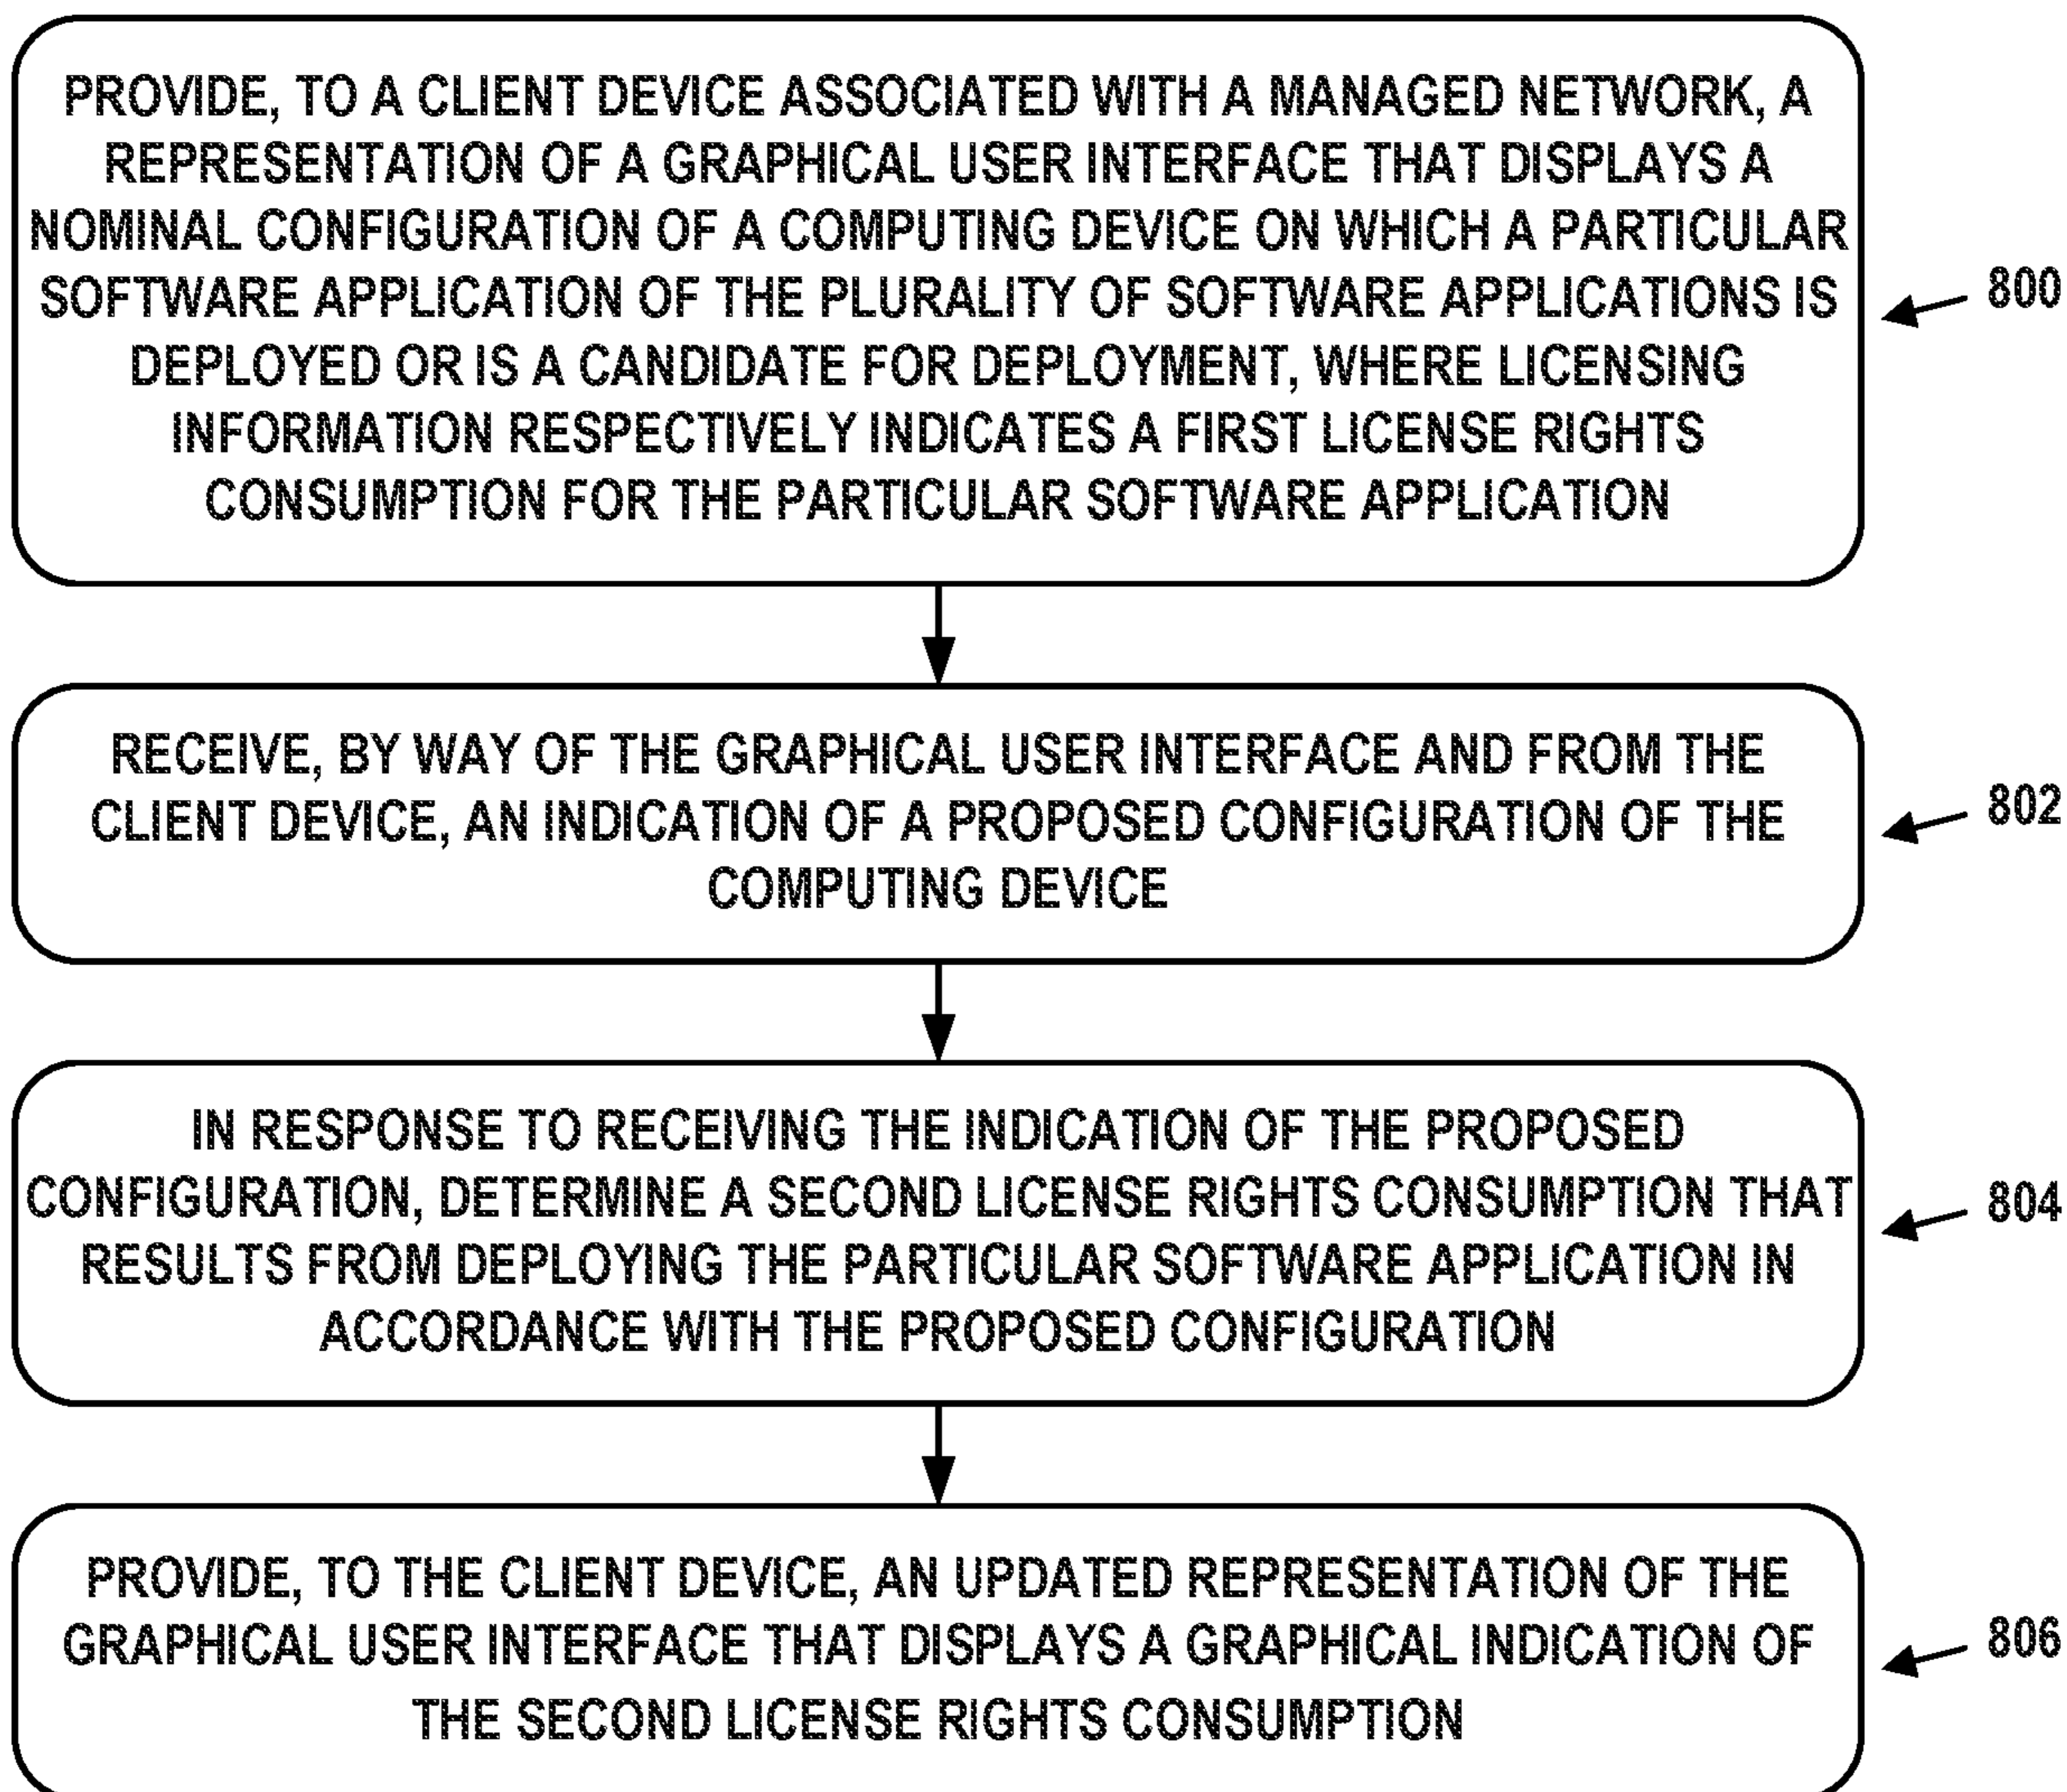 PROVIDE, TO A CLIENT DEVICE ASSOCIATED WITH A MANAGED NETWORK, A
REPRESENTATION OF A GRAPHICAL USER INTERFACE THAT DISPLAYS A
NOMINAL CONFIGURATION OF A COMPUTING DEVICE ON WHICH A PARTICULAR
SOFTWARE APPLICATION OF THE PLURALITY OF SOFTWARE APPLICATIONS IS
DEPLOYED OR IS A CANDIDATE FOR DEPLOYMENT, WHERE LICENSING
INFORMATION RESPECTIVELY INDICATES A FIRST LICENSE RIGHTS
CONSUMPTION FOR THE PARTICULAR SOFTWARE APPLICATION
800
RECEIVE, BY WAY OF THE GRAPHICAL USER INTERFACE AND FROM THE
CLIENT DEVICE, AN INDICATION OF A PROPOSED CONFIGURATION OF THE
COMPUTING DEVICE
802
IN RESPONSE TO RECEIVING THE INDICATION OF THE PROPOSED
CONFIGURATION, DETERMINE A SECOND LICENSE RIGHTS CONSUMPTION THAT
RESULTS FROM DEPLOYING THE PARTICULAR SOFTWARE APPLICATION IN
ACCORDANCE WITH THE PROPOSED CONFIGURATION
804
PROVIDE, TO THE CLIENT DEVICE, AN UPDATED REPRESENTATION OF THE
GRAPHICAL USER INTERFACE THAT DISPLAYS A GRAPHICAL INDICATION OF
THE SECOND LICENSE RIGHTS CONSUMPTION
806